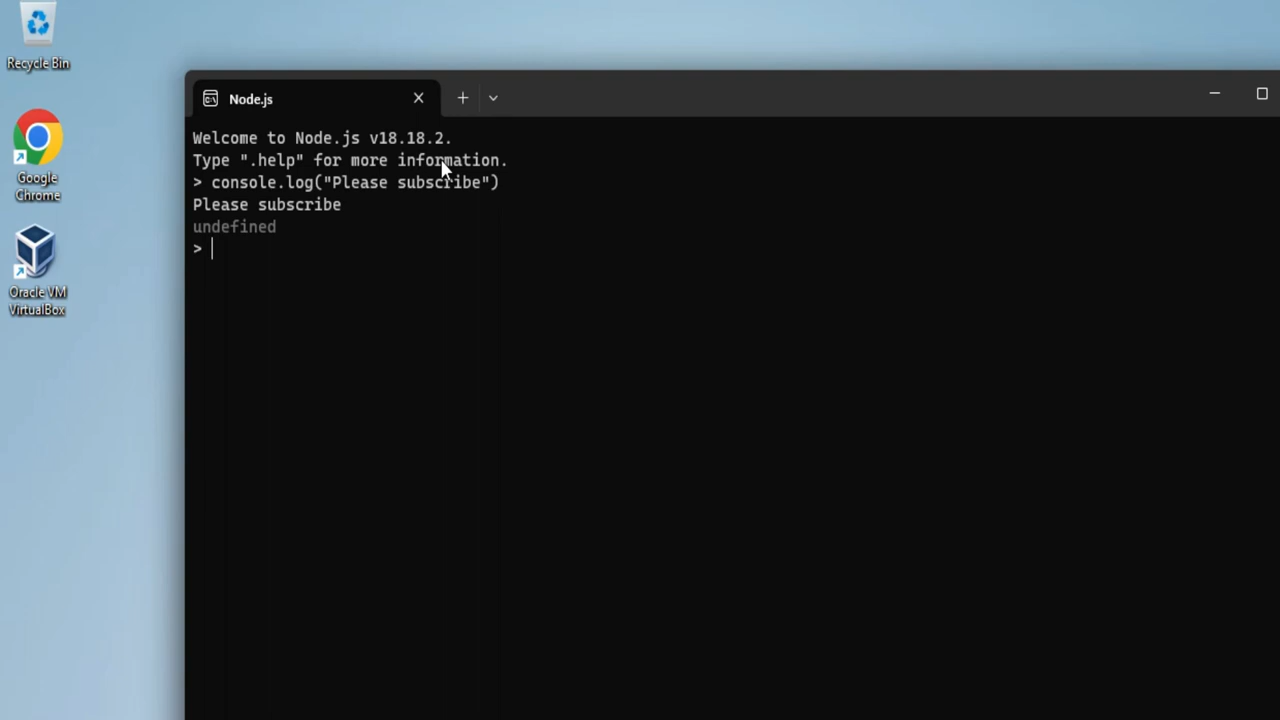 Recycle Bin
Google
Chrome
Oracle VM
VirtualBox
Node.js
Welcome to Node.js v18.18.2.
Type ".help" for more information.
> console.log("Please subscribe")
Please subscribe
undefined
>